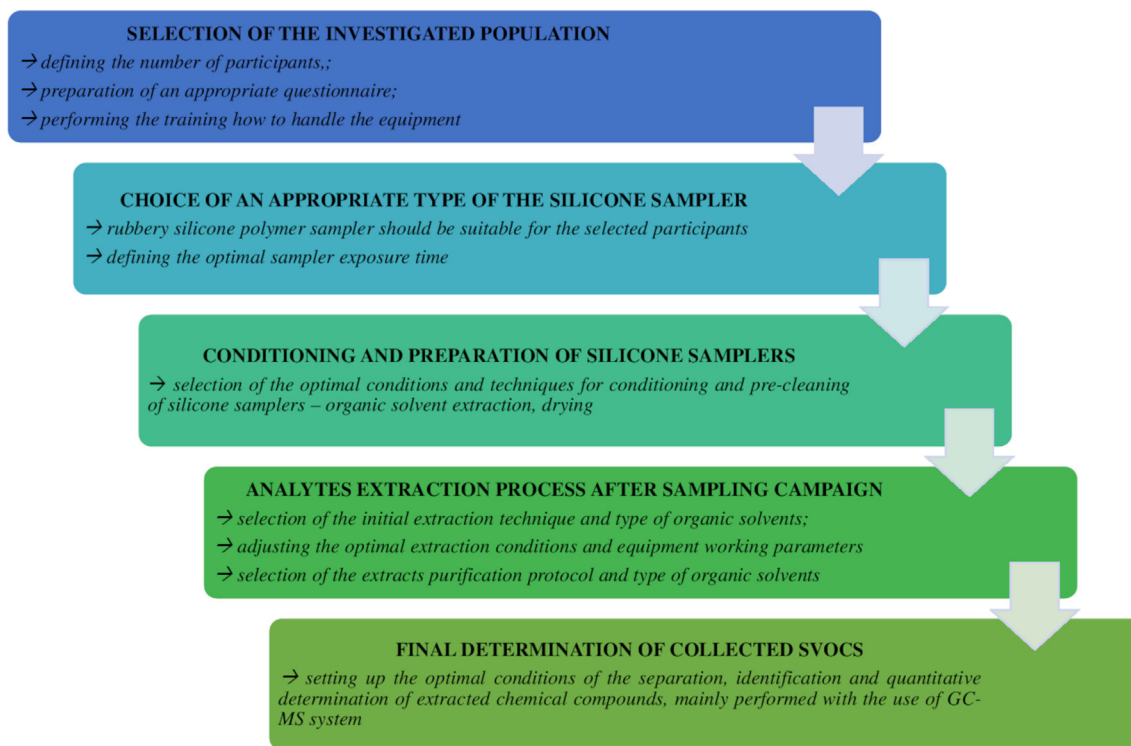 SELECTION OF THE INVESTIGATED POPULATION
→ defining the number of participants,;
→ preparation of an appropriate questionnaire;
→ performing the training how to handle the equipment
CHOICE OF AN APPROPRIATE TYPE OF THE SILICONE SAMPLER
→ rubbery silicone polymer sampler should be suitable for the selected participants
→ defining the optimal sampler exposure time
CONDITIONING AND PREPARATION OF SILICONE SAMPLERS
→ selection of the optimal conditions and techniques for conditioning and pre-cleaning
of silicone samplers – organic solvent extraction, drying
ANALYTES EXTRACTION PROCESS AFTER SAMPLING CAMPAIGN
→ selection of the initial extraction technique and type of organic solvents;
→ adjusting the optimal extraction conditions and equipment working parameters
→ selection of the extracts purification protocol and type of organic solvents
FINAL DETERMINATION OF COLLECTED SVOCS
→ setting up the optimal conditions of the separation, identification and quantitative
determination of extracted chemical compounds, mainly performed with the use of GC-
MS system